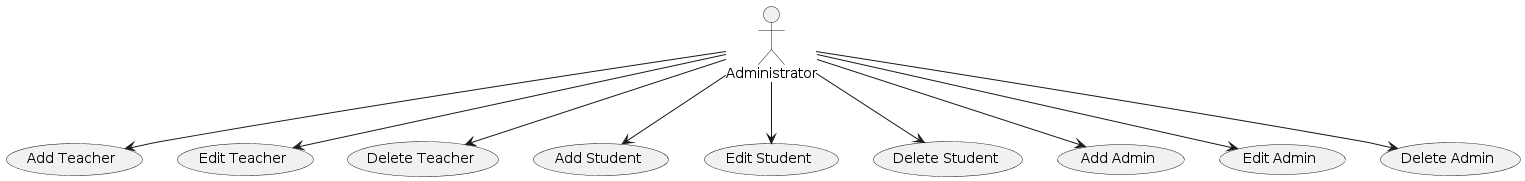 Administrator
Add Teacher
Edit Teacher
Delete Teacher
Add Student
Edit Student
Delete Student
Add Admin
Edit Admin
Delete Admin